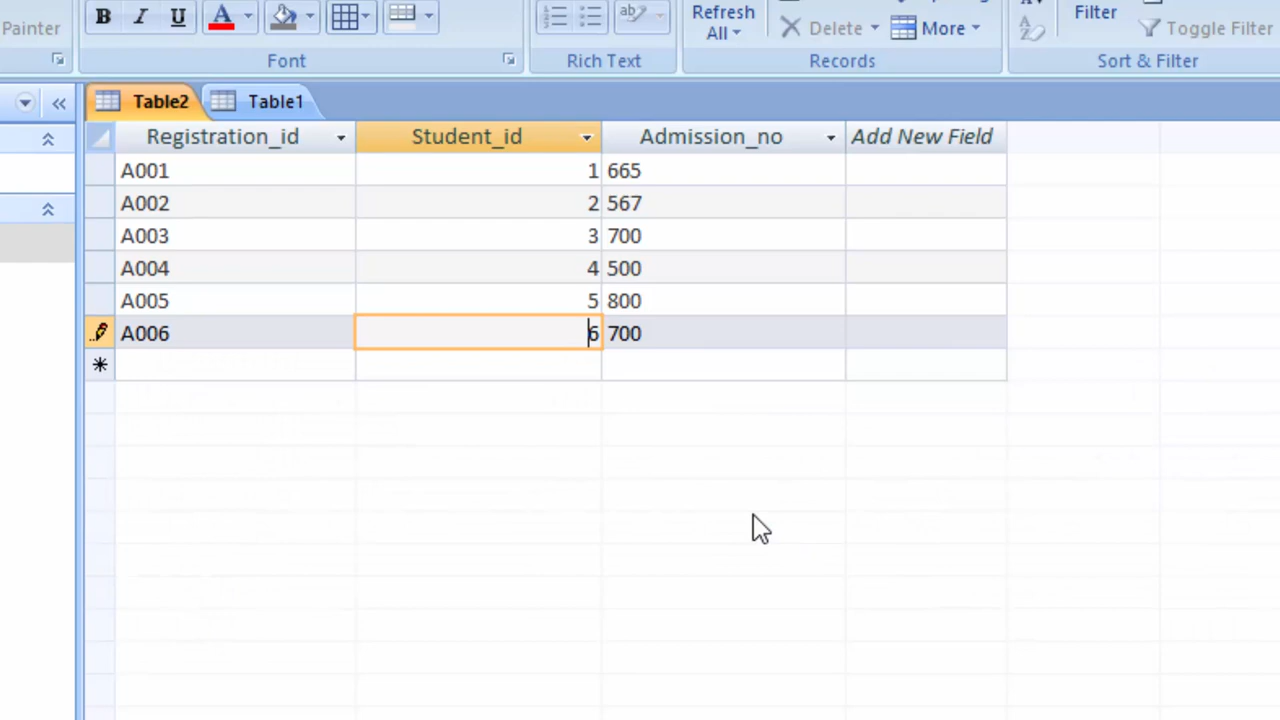 Painter B I U A Refresh All Delete More Filter Toggle Filter
Font Rich Text Records Sort & Filter
Table2 Table1
Registration_id Student_id Admission_no Add New Field
A001 1 665
A002 2 567
A003 3 700
A004 4 500
A005 5 800
A006 6 700